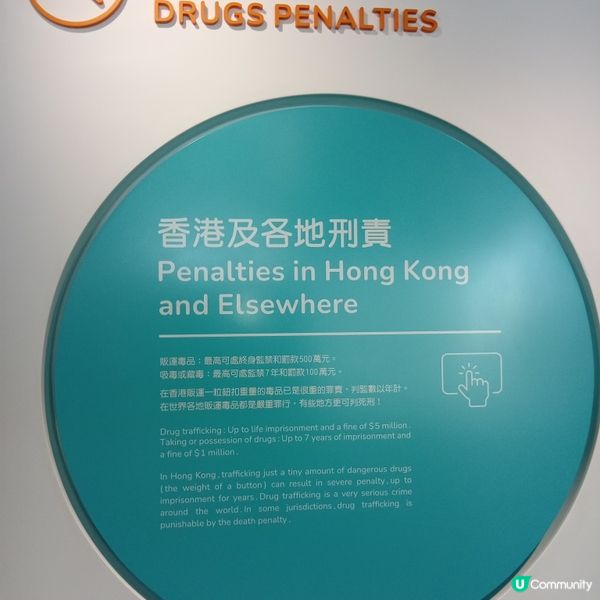 DRUGS PENALTIES
香港及各地刑責
Penalties in Hong Kong
and Elsewhere
販運毒品：最高可處終身監禁和罰款500萬元。
吸毒或藏毒：最高可處監禁7年和罰款100萬元。
在香港販運一粒鈕扣重量的毒品已是很重的罪責，判監數以年計。
在世界各地販運毒品都是嚴重罪行，有些地方更可判死刑！
Drug trafficking : Up to life imprisonment and a fine of $5 million.
Taking or possession of drugs : Up to 7 years of imprisonment and
a fine of $1 million.
In Hong Kong, trafficking just a tiny amount of dangerous drugs
(the weight of a button) can result in severe penalty, up to
imprisonment for years. Drug trafficking is a very serious crime
around the world. In some jurisdictions, drug trafficking is
punishable by the death penalty.
U Community